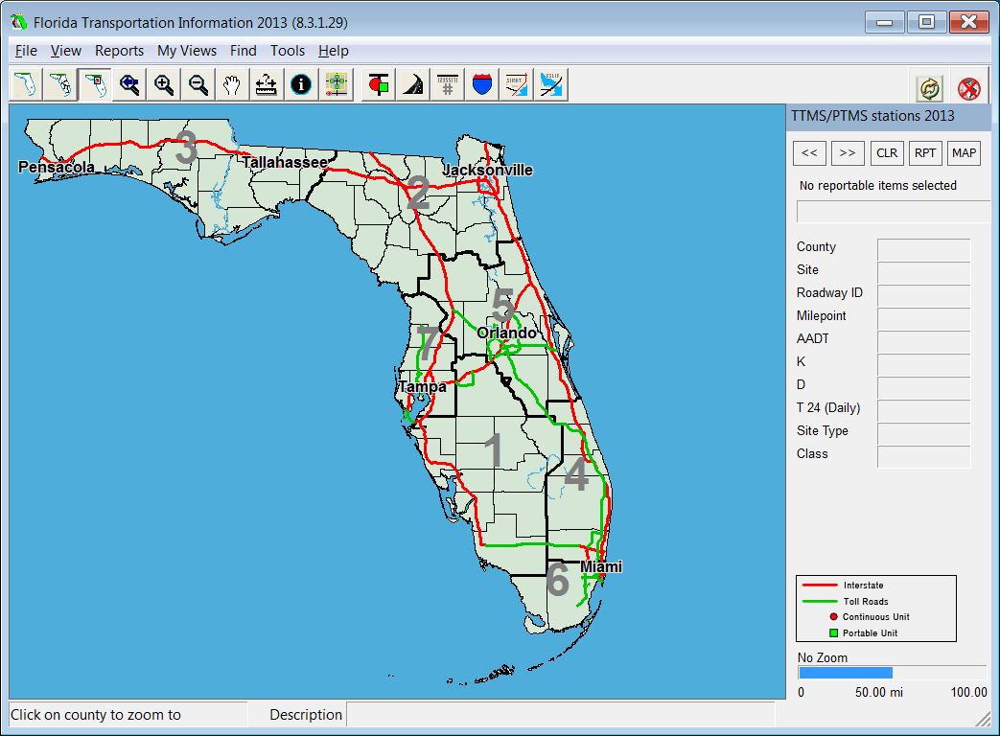 Florida Transportation Information 2013 (8.3.1.29)
File View Reports My Views Find Tools Help
TTMS/PTMS stations 2013
<< >> CLR RPT MAP
No reportable items selected
County
Site
Roadway ID
Milepoint
AADT
K
D
T 24 (Daily)
Site Type
Class
3
Pensacola
Tallahassee
Jacksonville
2
5
Orlando
7
Tampa
1
4
Miami
6
Interstate
Toll Roads
Continuous Unit
Portable Unit
No Zoom
0 50.00 mi 100.00
Click on county to zoom to
Description